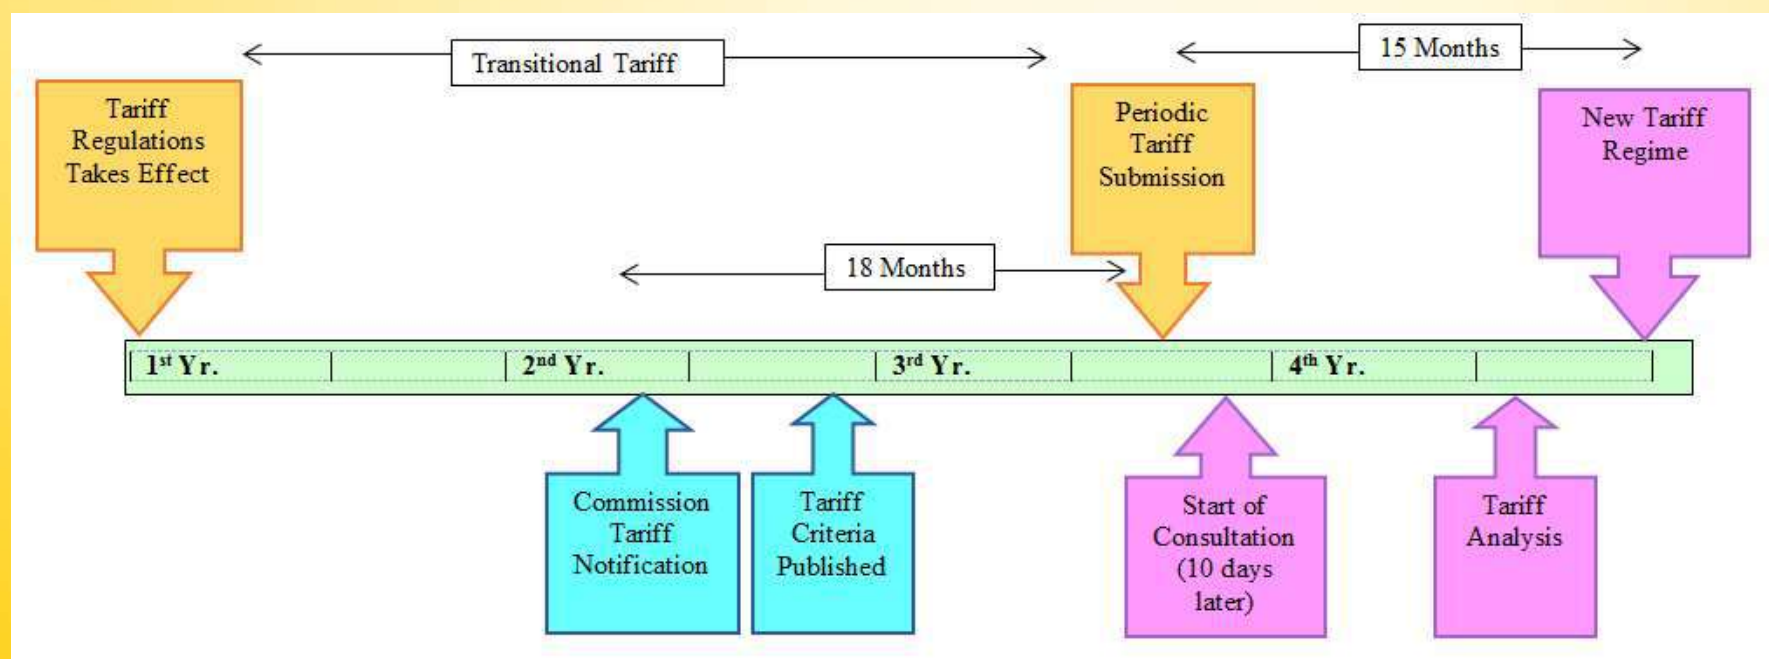 Transitional Tariff
15 Months
Tariff
Regulations
Takes Effect
Periodic
Tariff
Submission
New Tariff
Regime
18 Months
1st Yr.
2nd Yr.
3rd Yr.
4th Yr.
Commission
Tariff
Notification
Tariff
Criteria
Published
Start of
Consultation
(10 days
later)
Tariff
Analysis